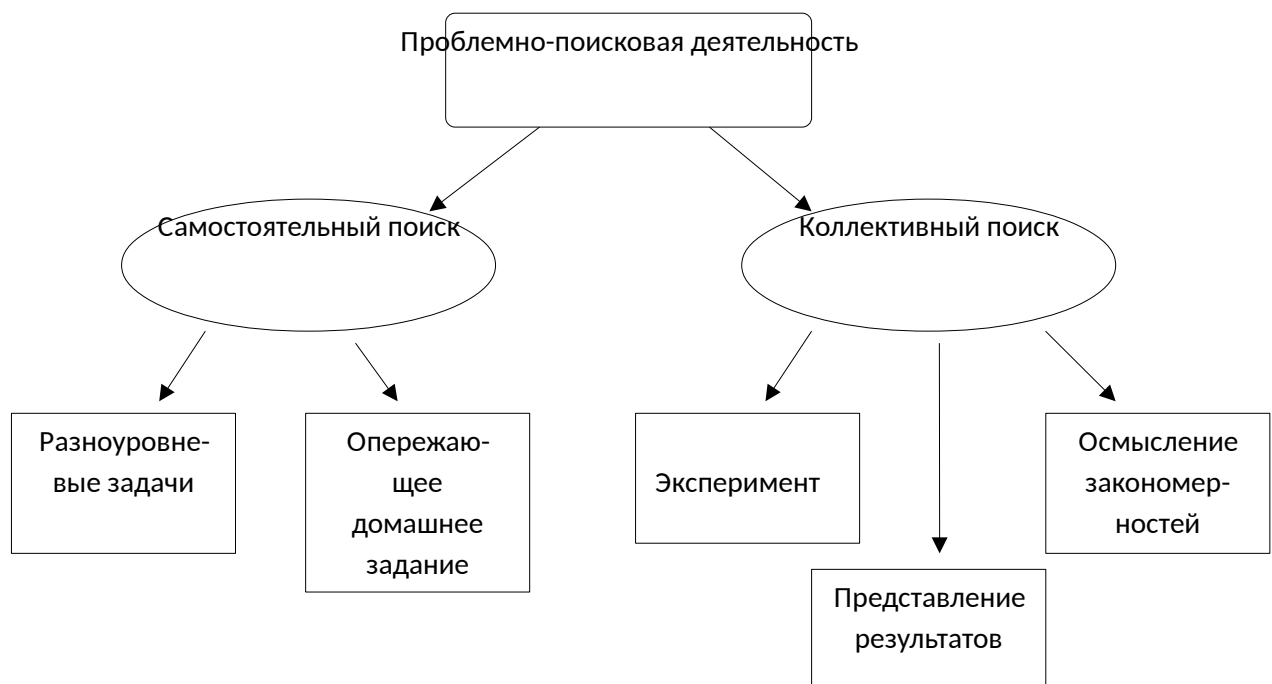 Проблемно-поисковая деятельность
Самостоятельный поиск
Коллективный поиск
Разноуровне-
вые задачи
Опережаю-
щее
домашнее
задание
Эксперимент
Представление
результатов
Осмысление
закономер-
ностей